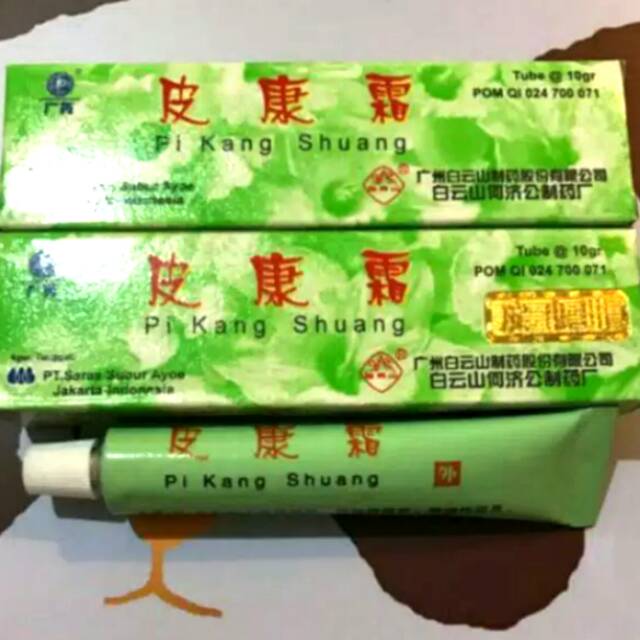 广药
皮康霜
Pi Kang Shuang
Tube @ 10gr
POM QI 024 700 071
广州白云山制药股份有限公司
白云山何济公制药厂
Subur Ayoe
皮康霜
Pi Kang Shuang
Tube @ 10gr
POM QI 024 700 071
PT.Saras Subur Ayoe
Jakarta-Indonesia
广州白云山制药股份有限公司
白云山何济公制药厂
皮康霜
Pi Kang Shuang
外